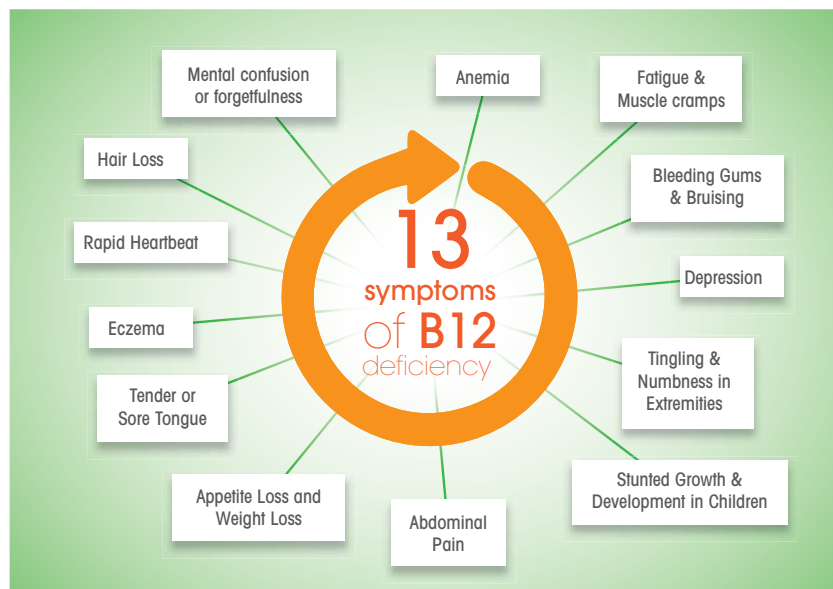 13
symptoms
of B12
deficiency
Anemia
Fatigue &
Muscle cramps
Bleeding Gums
& Bruising
Depression
Tingling &
Numbness in
Extremities
Stunted Growth &
Development in Children
Abdominal
Pain
Appetite Loss and
Weight Loss
Tender or
Sore Tongue
Eczema
Rapid Heartbeat
Hair Loss
Mental confusion
or forgetfulness